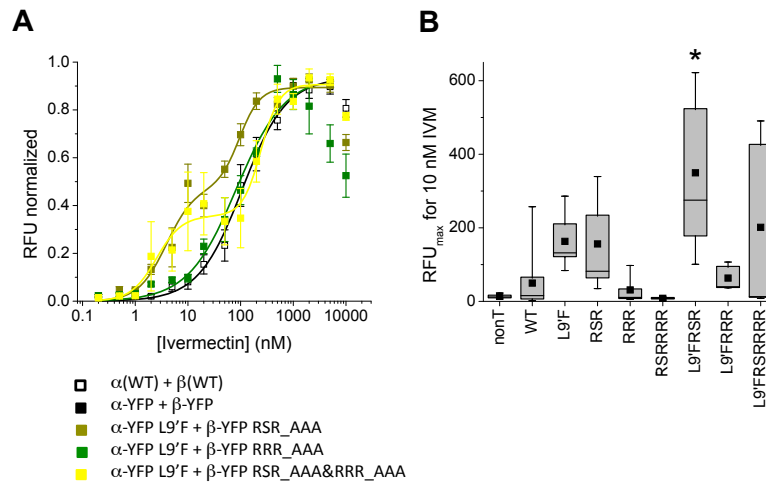 A
RFU normalized
1.0
0.8
0.6
0.4
0.2
0.0
0.1 1 10 100 1000 10000
[Ivermectin] (nM)
α(WT) + β(WT)
α-YFP + β-YFP
α-YFP L9'F + β-YFP RSR_AAA
α-YFP L9'F + β-YFP RRR_AAA
α-YFP L9'F + β-YFP RSR_AAA&RRR_AAA
B
RFUmax for 10 nM IVM
600
400
200
0
*
nonT
WT
L9'F
RSR
RRR
RSRRRR
L9'FRSR
L9'FRRR
L9'FRSRRRR